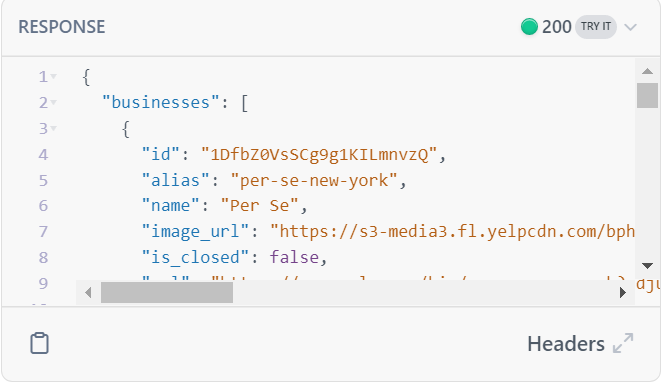 RESPONSE 200 TRY IT
1 {
2 "businesses": [
3 {
4 "id": "1DfbZ0VsSCg9g1KILmnvzQ",
5 "alias": "per-se-new-york",
6 "name": "Per Se",
7 "image_url": "https://s3-media3.fl.yelpcdn.com/bph
8 "is_closed": false,
9
Headers